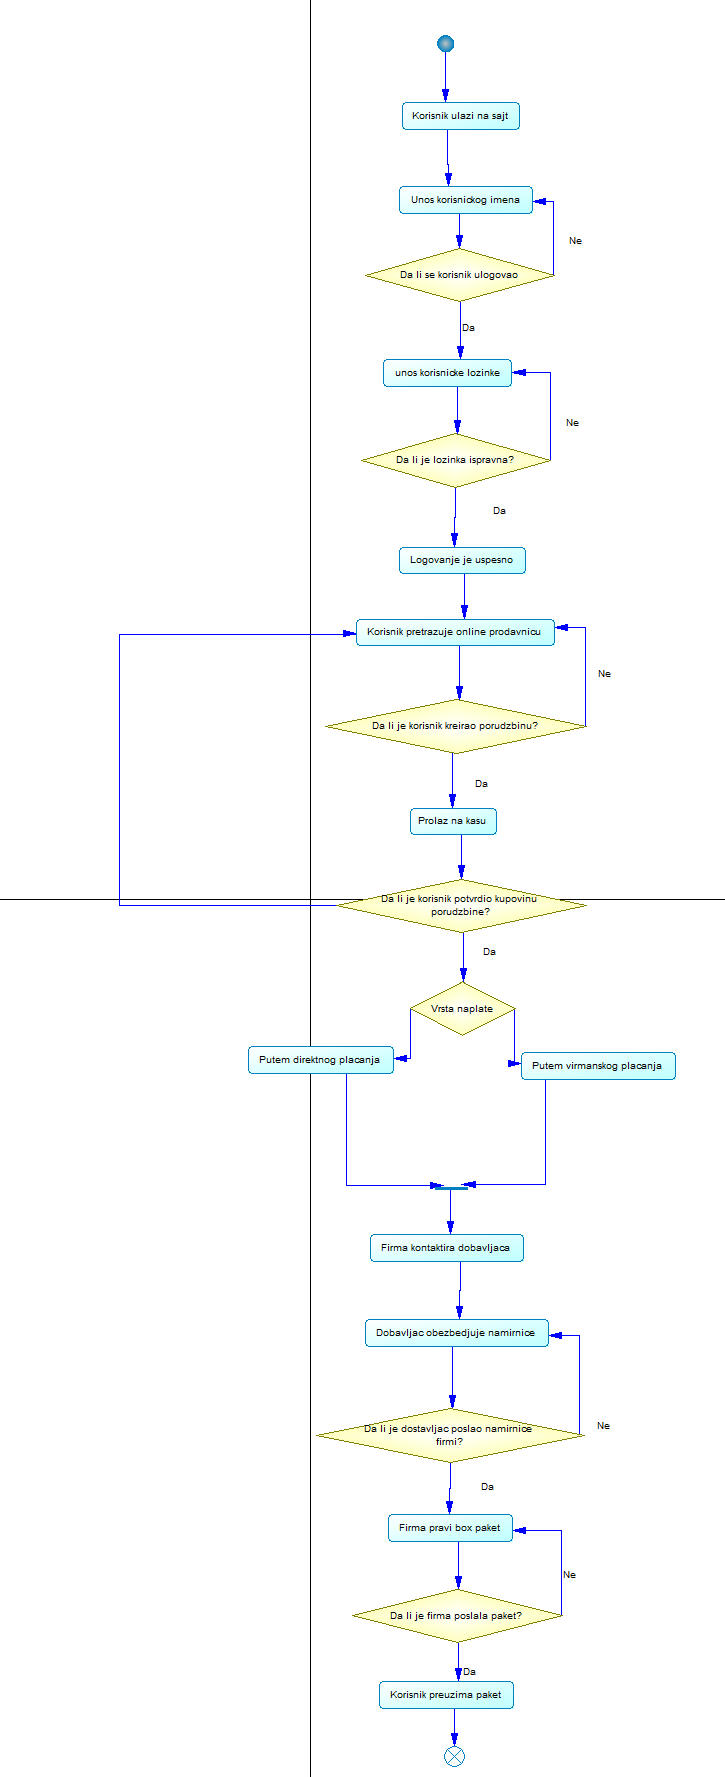 Korisnik ulazi na sajt
Unos korisnickog imena
Ne
Da li se korisnik ulogovao
Da
unos korisnicke lozinke
Ne
Da li je lozinka ispravna?
Da
Logovanje je uspesno
Korisnik pretrazuje online prodavnicu
Ne
Da li je korisnik kreirao porudzbinu?
Da
Prolaz na kasu
Da li je korisnik potvrdio kupovinu
porudzbine?
Da
Vrsta naplate
Putem direktnog placanja
Putem virmanskog placanja
Firma kontaktira dobavljaca
Dobavljac obezbedjuje namirnice
Ne
Da li je dostavljac poslao namirnice
firmi?
Da
Firma pravi box paket
Ne
Da li je firma poslala paket?
Da
Korisnik preuzima paket